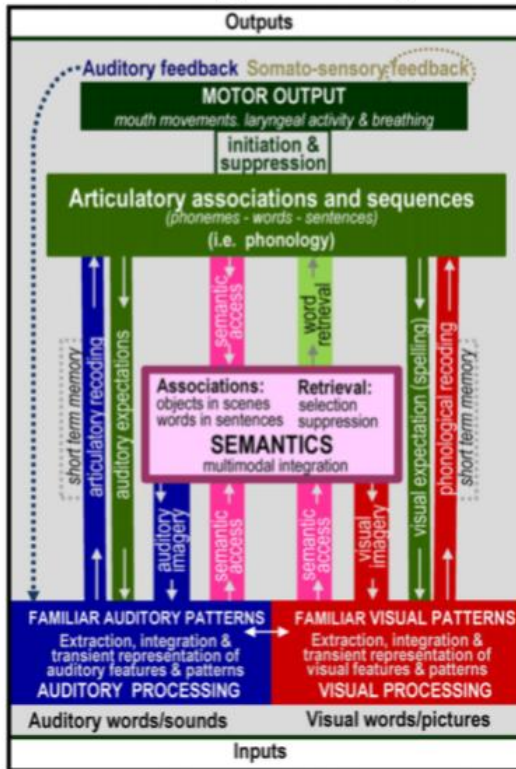 Outputs
Auditory feedback Somato-sensory feedback
MOTOR OUTPUT
mouth movements. laryngeal activity & breathing
initiation &
suppression
Articulatory associations and sequences
(phonemes - words - sentences)
(i.e. phonology)
short term memory
articulatory recoding
auditory expectations
semantic
access
word
retrieval
visual expectation (spelling)
phonological recoding
short term memory
Associations:
objects in scenes
words in sentences
Retrieval:
selection
suppression
SEMANTICS
multimodal integration
auditory
imagery
semantic
access
semantic
access
visual
imagery
FAMILIAR AUDITORY PATTERNS
Extraction, integration &
transient representation of
auditory features & patterns
AUDITORY PROCESSING
FAMILIAR VISUAL PATTERNS
Extraction, integration &
transient representation of
visual features & patterns
VISUAL PROCESSING
Auditory words/sounds
Visual words/pictures
Inputs